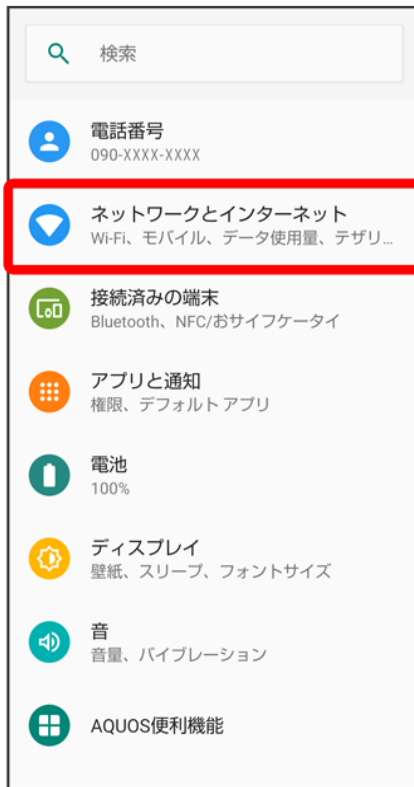 検索
電話番号
090-XXXX-XXXX
ネットワークとインターネット
Wi-Fi、モバイル、データ使用量、テザリ...
接続済みの端末
Bluetooth、NFC/おサイフケータイ
アプリと通知
権限、デフォルト アプリ
電池
100%
ディスプレイ
壁紙、スリープ、フォントサイズ
音
音量、バイブレーション
AQUOS便利機能